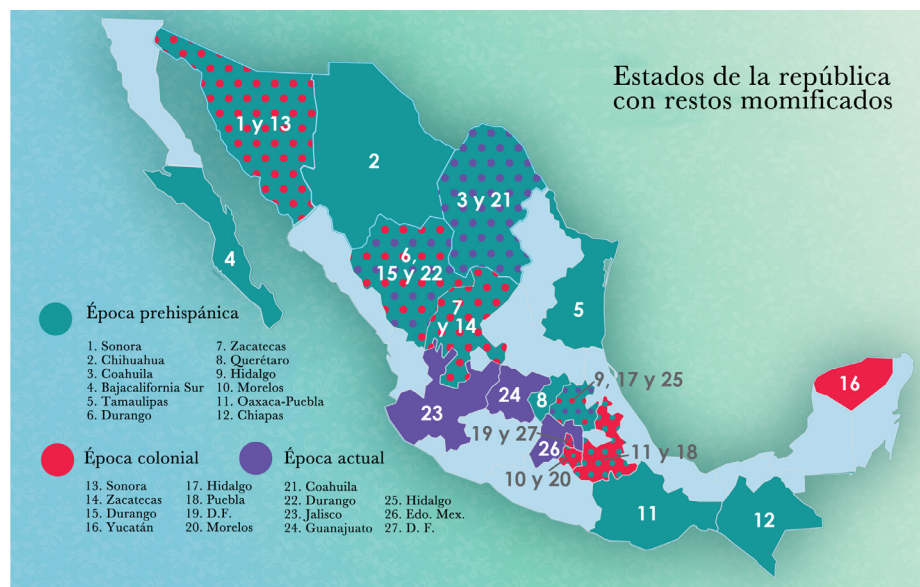 Estados de la república
con restos momificados
1 y 13
2
3 y 21
4
6,
15 y 22
7
y 14
5
9, 17 y 25
16
24
8
23
19 y 27
26
11 y 18
10 y 20
11
12
Época prehispánica
1. Sonora
2. Chihuahua
3. Coahuila
4. Bajacalifornia Sur
5. Tamaulipas
6. Durango
7. Zacatecas
8. Querétaro
9. Hidalgo
10. Morelos
11. Oaxaca-Puebla
12. Chiapas
Época colonial
13. Sonora
14. Zacatecas
15. Durango
16. Yucatán
17. Hidalgo
18. Puebla
19. D.F.
20. Morelos
Época actual
21. Coahuila
22. Durango
23. Jalisco
24. Guanajuato
25. Hidalgo
26. Edo. Mex.
27. D. F.